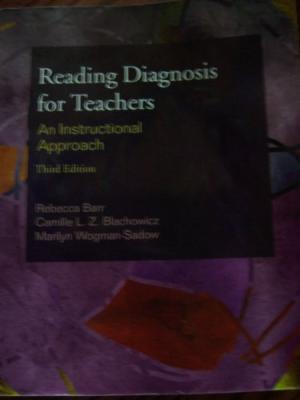 Reading Diagnosis
for Teachers
An Instructional
Approach
Third Edition
Rebecca Barr
Camille L. Z. Blachowicz
Marilyn Wogman-Sadow